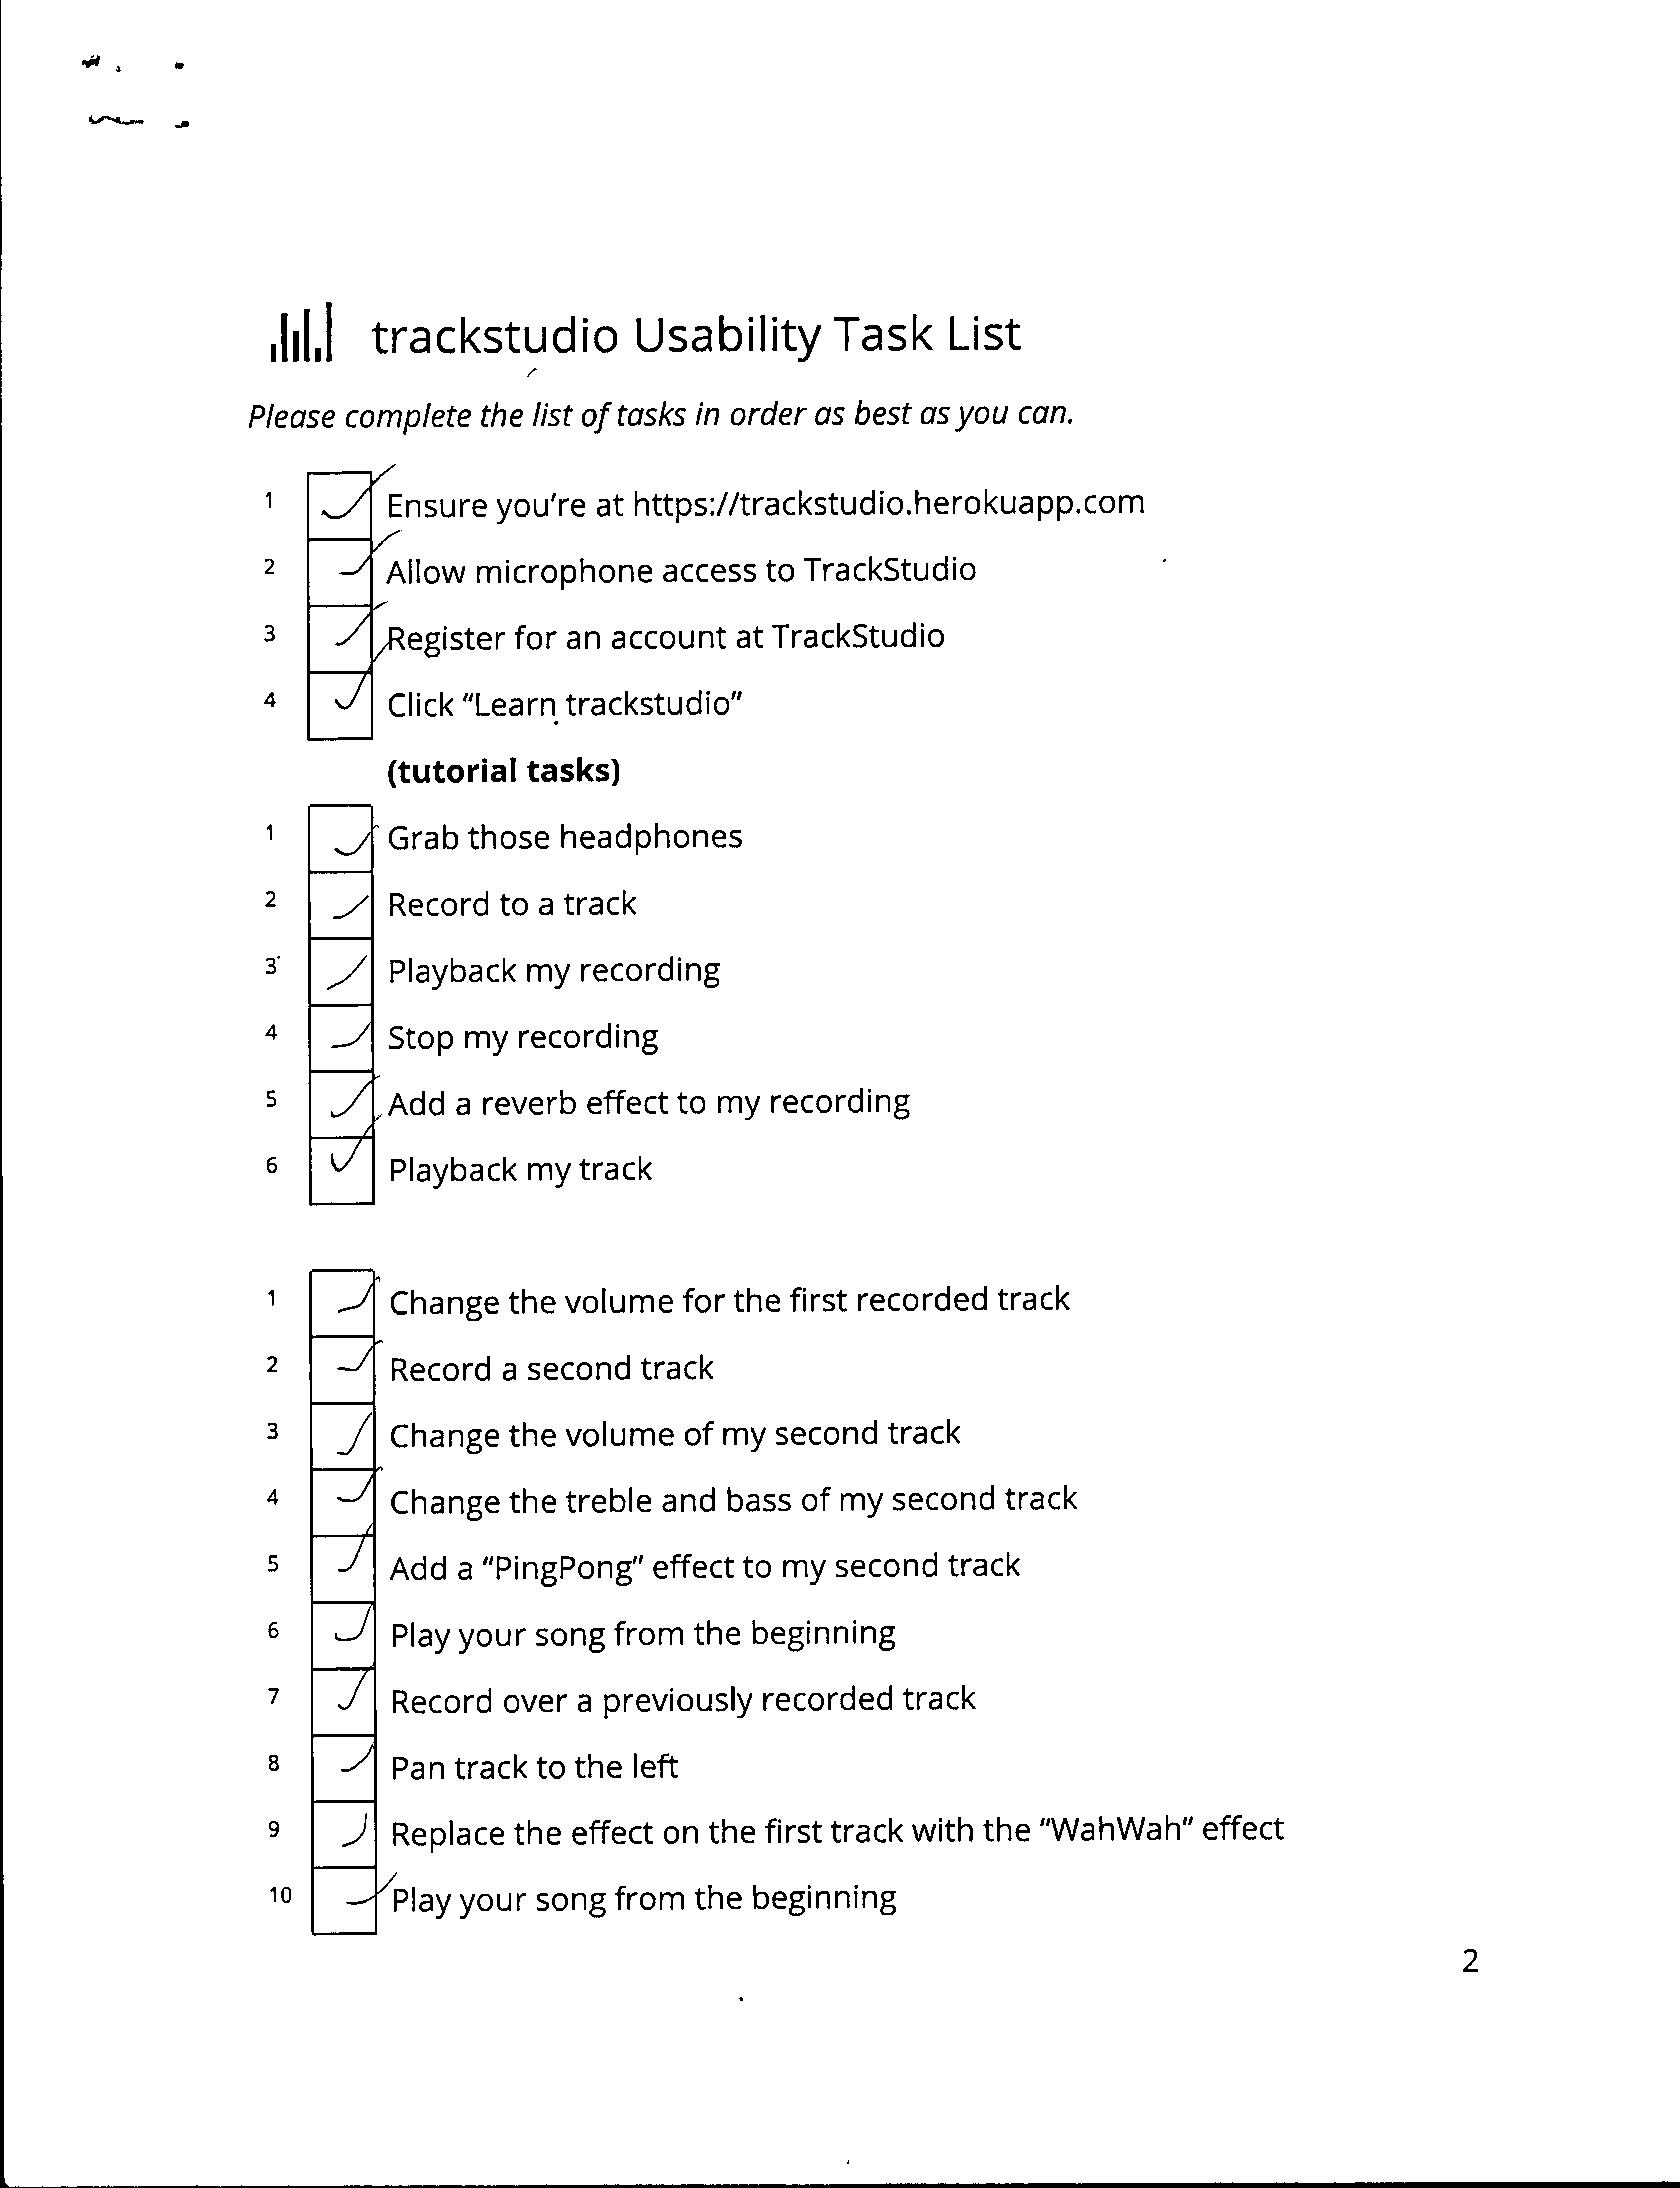 trackstudio Usability Task List
Please complete the list of tasks in order as best as you can.
1 Ensure you're at https://trackstudio.herokuapp.com
2 Allow microphone access to TrackStudio
3 Register for an account at TrackStudio
4 Click "Learn trackstudio"
(tutorial tasks)
1 Grab those headphones
2 Record to a track
3 Playback my recording
4 Stop my recording
5 Add a reverb effect to my recording
6 Playback my track
1 Change the volume for the first recorded track
2 Record a second track
3 Change the volume of my second track
4 Change the treble and bass of my second track
5 Add a "PingPong" effect to my second track
6 Play your song from the beginning
7 Record over a previously recorded track
8 Pan track to the left
9 Replace the effect on the first track with the "WahWah" effect
10 Play your song from the beginning
2